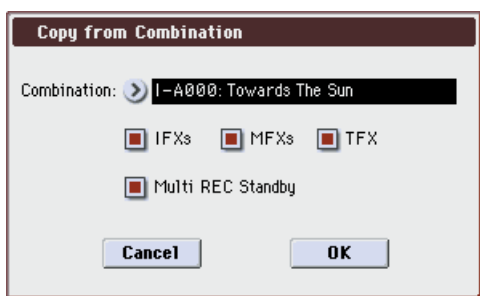 Copy from Combination
Combination: I-A000: Towards The Sun
IFXs MFXs TFX
Multi REC Standby
Cancel OK